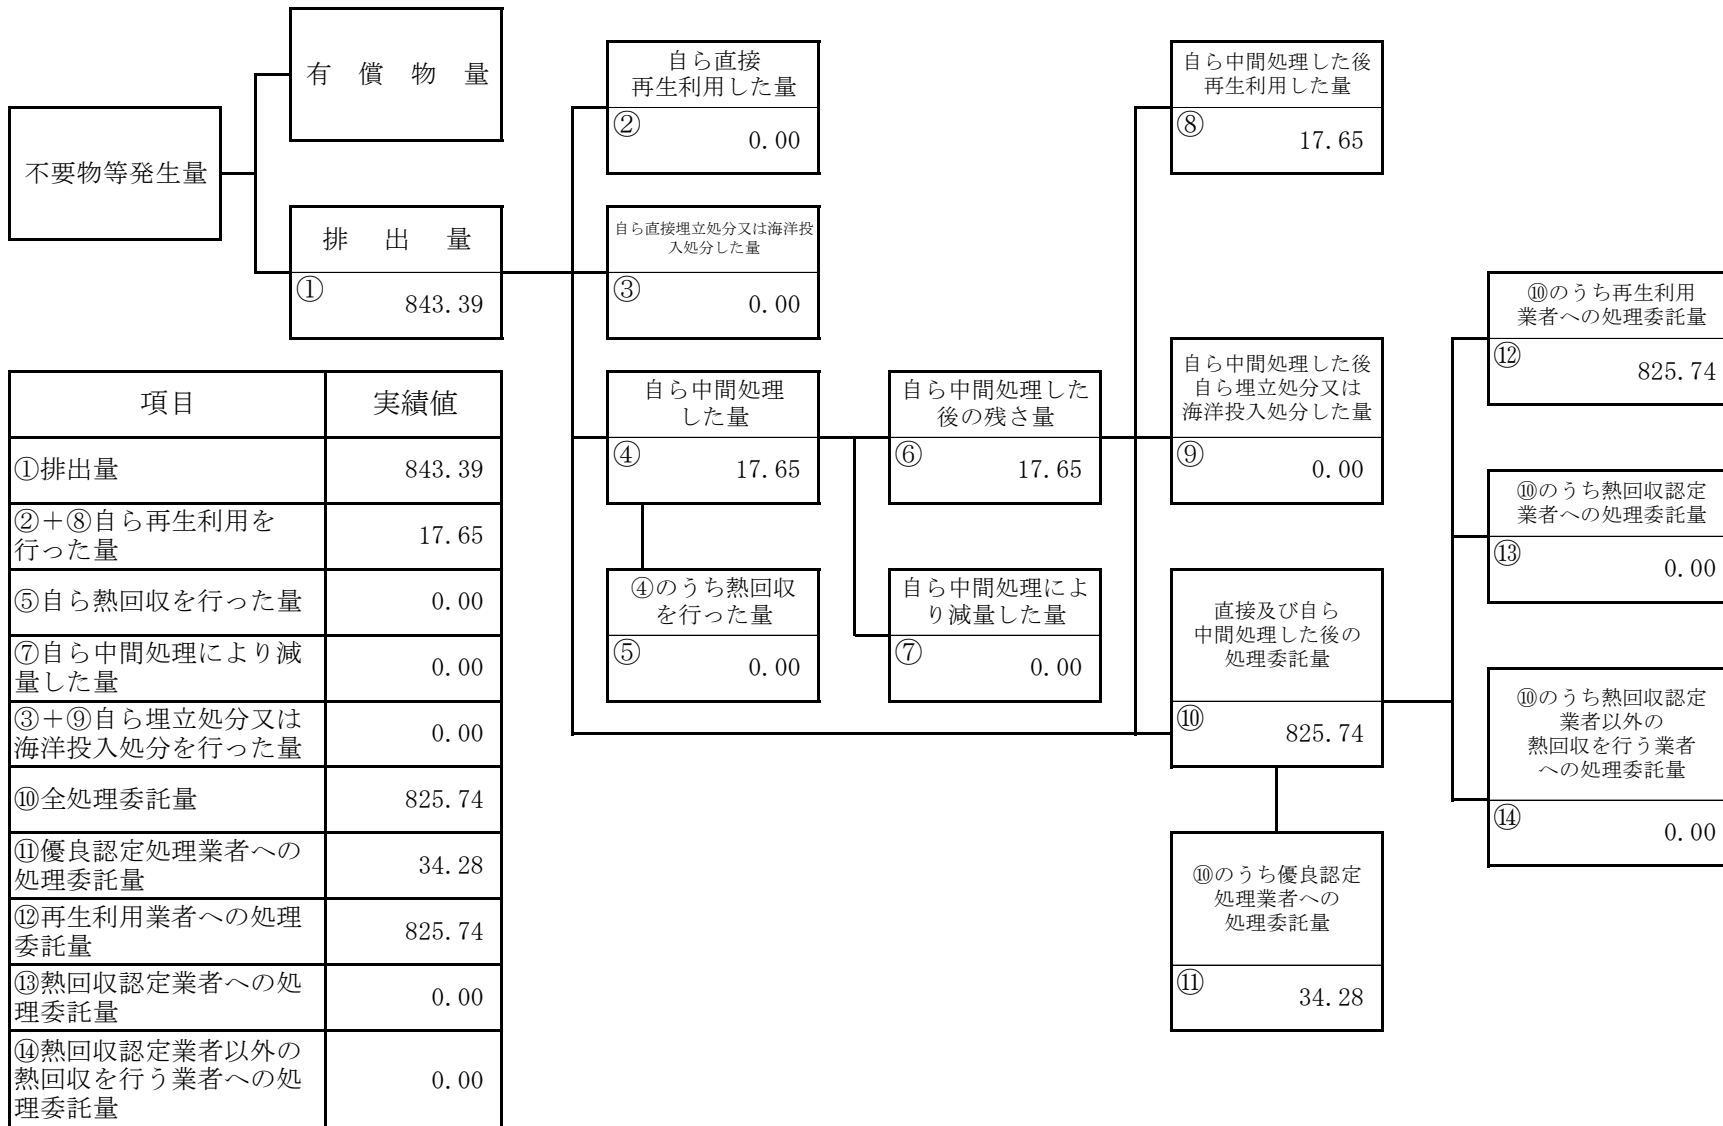 不要物等発生量
有償物量
排出量
①
843.39
自ら直接
再生利用した量
②
0.00
自ら直接埋立処分又は海洋投
入処分した量
③
0.00
自ら中間処理
した量
④
17.65
④のうち熱回収
を行った量
⑤
0.00
自ら中間処理した
後の残さ量
⑥
17.65
自ら中間処理によ
り減量した量
⑦
0.00
自ら中間処理した後
再生利用した量
⑧
17.65
自ら中間処理した後
自ら埋立処分又は
海洋投入処分した量
⑨
0.00
直接及び自ら
中間処理した後の
処理委託量
⑩
825.74
⑩のうち優良認定
処理業者への
処理委託量
⑪
34.28
⑩のうち再生利用
業者への処理委託量
⑫
825.74
⑩のうち熱回収認定
業者への処理委託量
⑬
0.00
⑩のうち熱回収認定
業者以外の
熱回収を行う業者
への処理委託量
⑭
0.00
項目 実績値
①排出量 843.39
②＋⑧自ら再生利用を
行った量 17.65
⑤自ら熱回収を行った量 0.00
⑦自ら中間処理により減
量した量 0.00
③＋⑨自ら埋立処分又は
海洋投入処分を行った量 0.00
⑩全処理委託量 825.74
⑪優良認定処理業者への
処理委託量 34.28
⑫再生利用業者への処理
委託量 825.74
⑬熱回収認定業者への処
理委託量 0.00
⑭熱回収認定業者以外の
熱回収を行う業者への処
理委託量 0.00